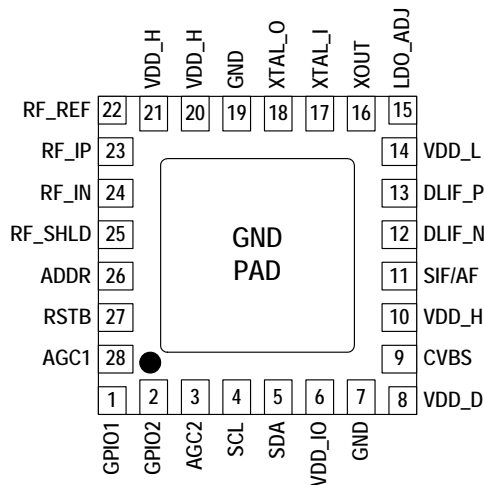 VDD_H
VDD_H
GND
XTAL_O
XTAL_I
XOUT
LDO_ADJ
RF_REF 22 21 20 19 18 17 16 15
RF_IP 23 14 VDD_L
RF_IN 24 13 DLIF_P
RF_SHLD 25 12 DLIF_N
GND
PAD
ADDR 26 11 SIF/AF
RSTB 27 10 VDD_H
AGC1 28 9 CVBS
1 2 3 4 5 6 7 8 VDD_D
GPIO1
GPIO2
AGC2
SCL
SDA
VDD_IO
GND